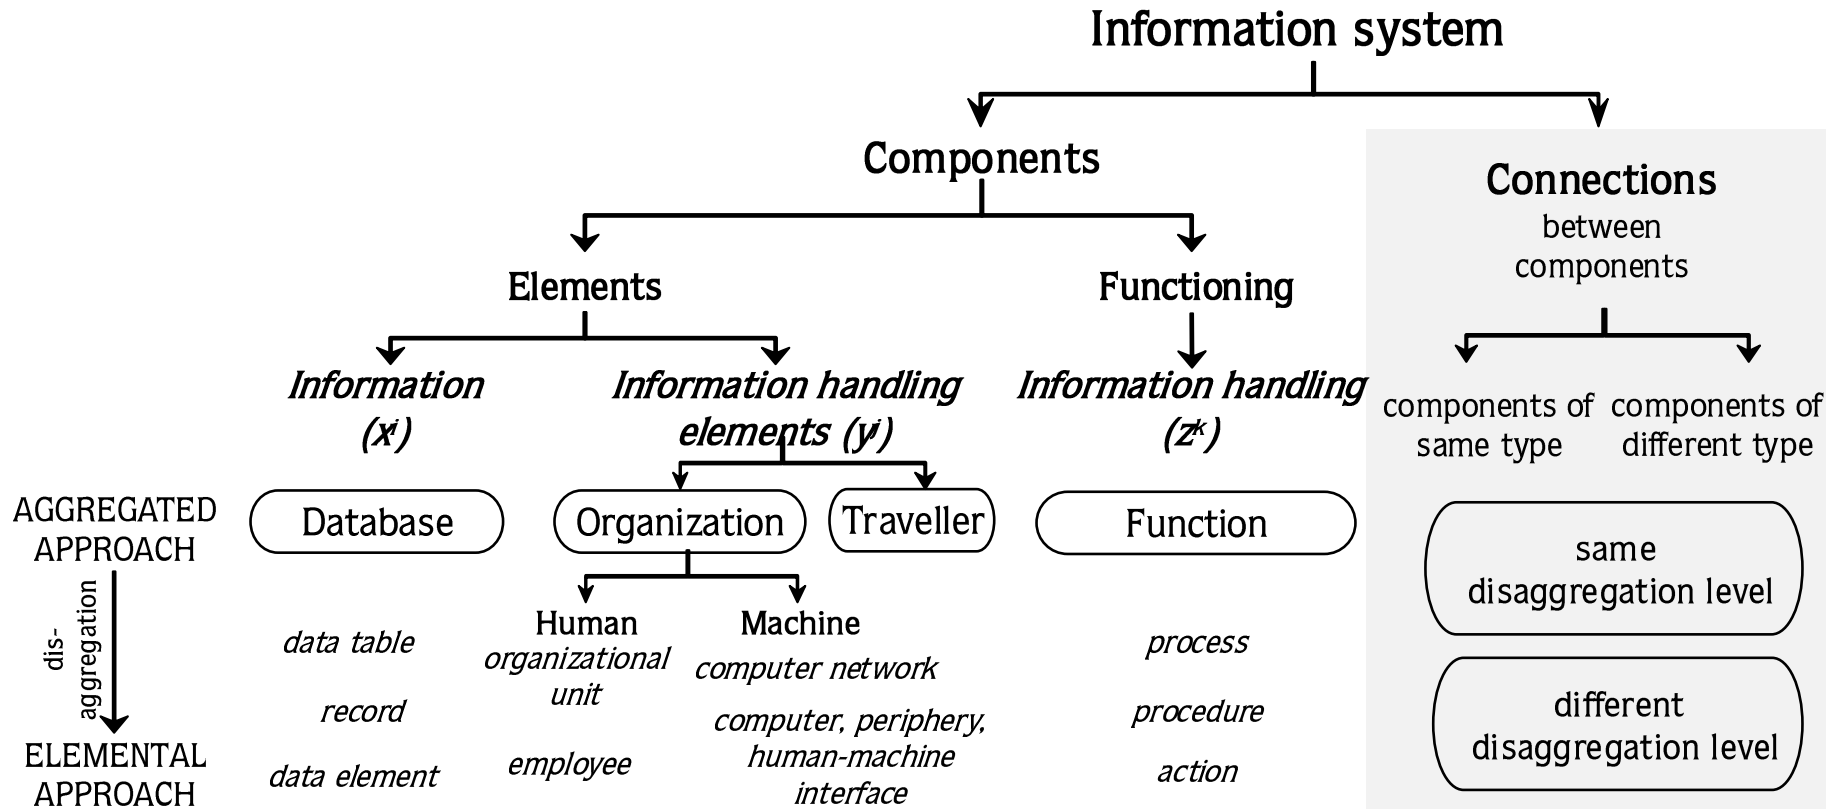 Information system
Components
Connections
between
components
Elements
Functioning
Information
(xⁱ)
Information handling
elements (yʲ)
Information handling
(zᵏ)
components of
same type
components of
different type
AGGREGATED
APPROACH
Database
Organization
Traveller
Function
same
disaggregation level
dis-
aggregation
Human
Machine
data table
organizational
unit
computer network
process
record
computer, periphery,
human-machine
interface
procedure
different
disaggregation level
ELEMENTAL
APPROACH
data element
employee
action